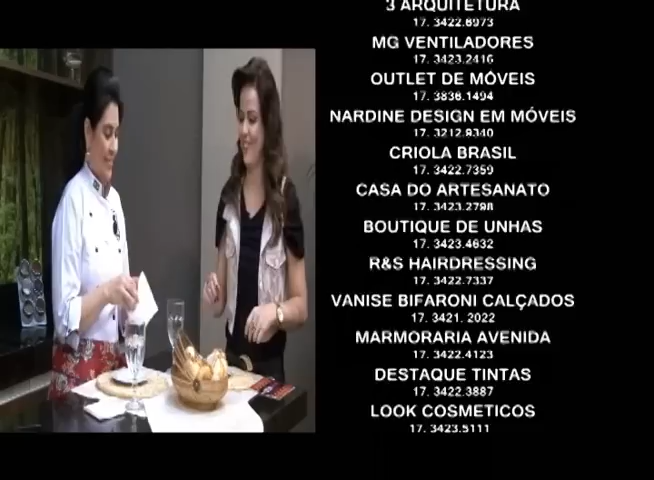 3 ARQUITETURA
17. 3422.6973
MG VENTILADORES
17. 3423.2416
OUTLET DE MÓVEIS
17. 3836.1494
NARDINE DESIGN EM MÓVEIS
17. 3212.9340
CRIOLA BRASIL
17. 3422.7359
CASA DO ARTESANATO
17. 3423.2798
BOUTIQUE DE UNHAS
17. 3423.4632
R&S HAIRDRESSING
17. 3422.7337
VANISE BIFARONI CALÇADOS
17. 3421. 2022
MARMORARIA AVENIDA
17. 3422.4123
DESTAQUE TINTAS
17. 3422.3887
LOOK COSMETICOS
17. 3423.5111